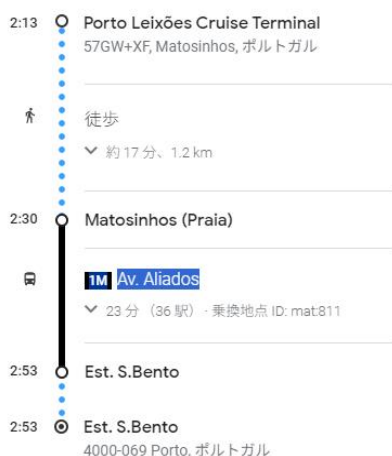 2:13 Porto Leixões Cruise Terminal
57GW+XF, Matosinhos, ポルトガル
徒歩
約 17 分、1.2 km
2:30 Matosinhos (Praia)
1M Av. Aliados
23 分 （36 駅） · 乗換地点 ID: mat:811
2:53 Est. S.Bento
2:53 Est. S.Bento
4000-069 Porto, ポルトガル